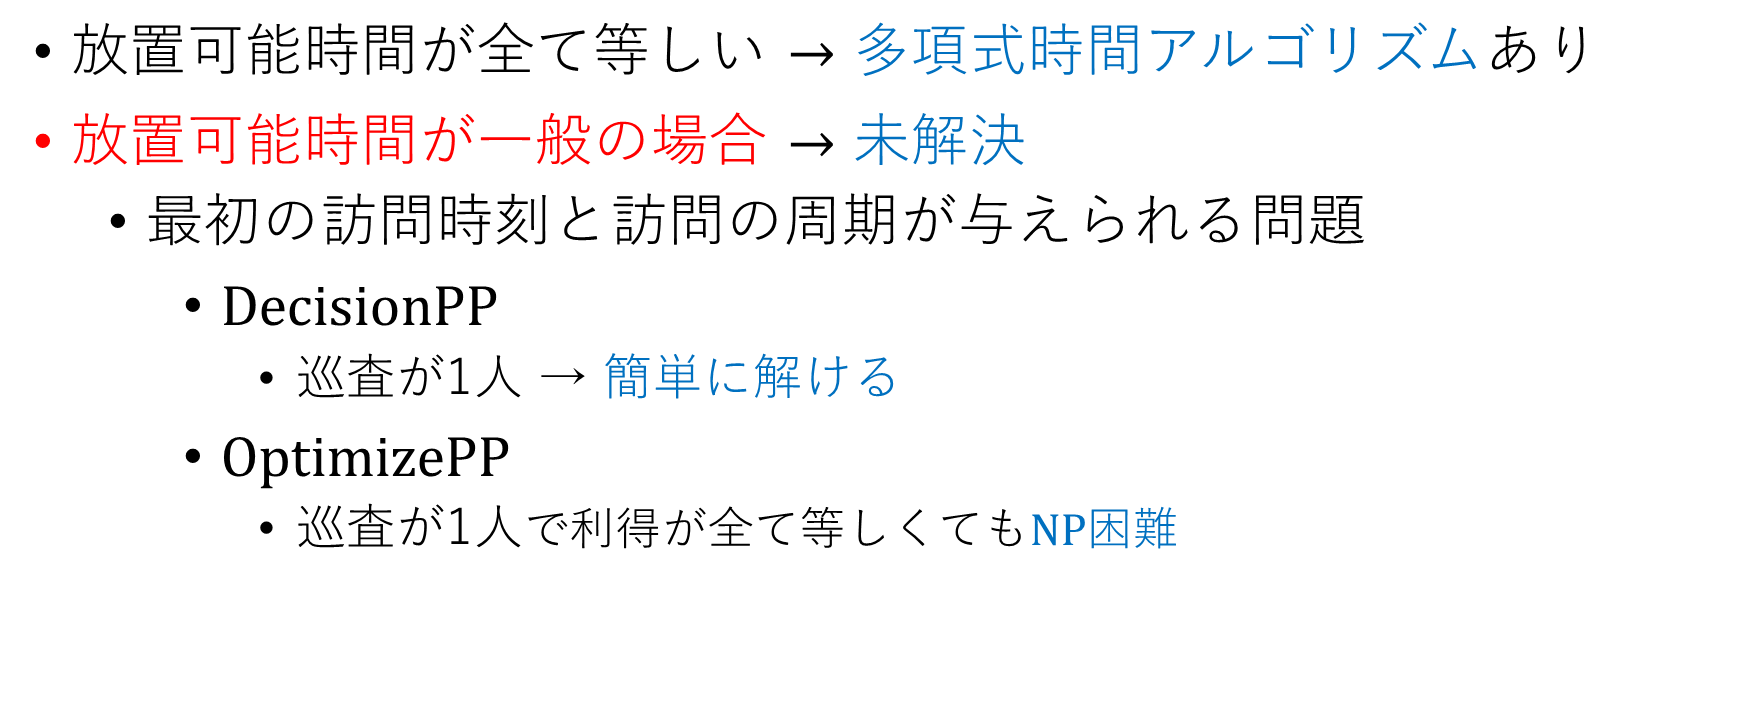 • 放置可能時間が全て等しい → 多項式時間アルゴリズムあり
• 放置可能時間が一般の場合 → 未解決
• 最初の訪問時刻と訪問の周期が与えられる問題
• DecisionPP
• 巡査が1人 → 簡単に解ける
• OptimizePP
• 巡査が1人で利得が全て等しくてもNP困難